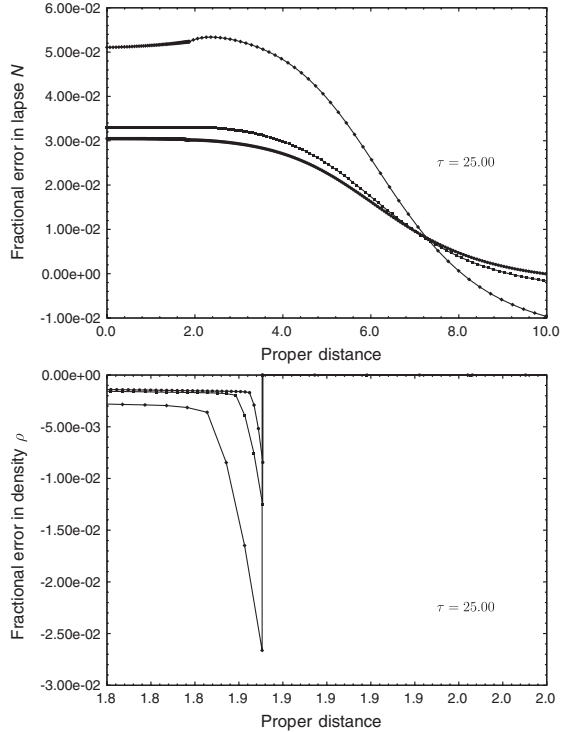 6.00e-02
5.00e-02
4.00e-02
3.00e-02
2.00e-02
1.00e-02
0.00e+00
-1.00e-02
Fractional error in lapse N
τ = 25.00
0.0 2.0 4.0 6.0 8.0 10.0
Proper distance
0.00e+00
-5.00e-03
-1.00e-02
-1.50e-02
-2.00e-02
-2.50e-02
-3.00e-02
Fractional error in density ρ
τ = 25.00
1.8 1.8 1.8 1.9 1.9 1.9 1.9 2.0 2.0 2.0
Proper distance